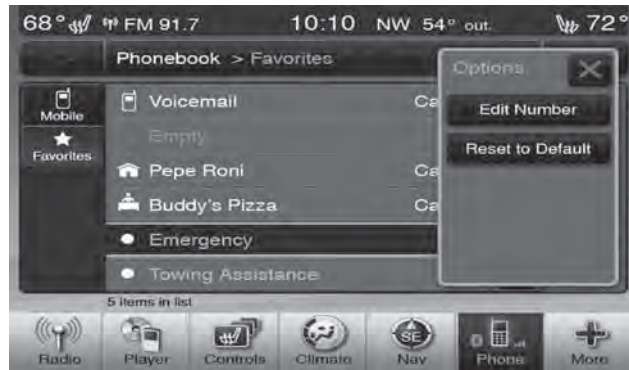 68° FM 91.7 10:10 NW 54° out. 72°
Phonebook > Favorites
Options
Mobile
Favorites
Voicemail Ca
Empty
Pepe Roni Ca
Buddy's Pizza Ca
Emergency
Towing Assistance
Edit Number
Reset to Default
5 items in list
Radio
Player
Controls
Climate
SE
Nav
Phone
More